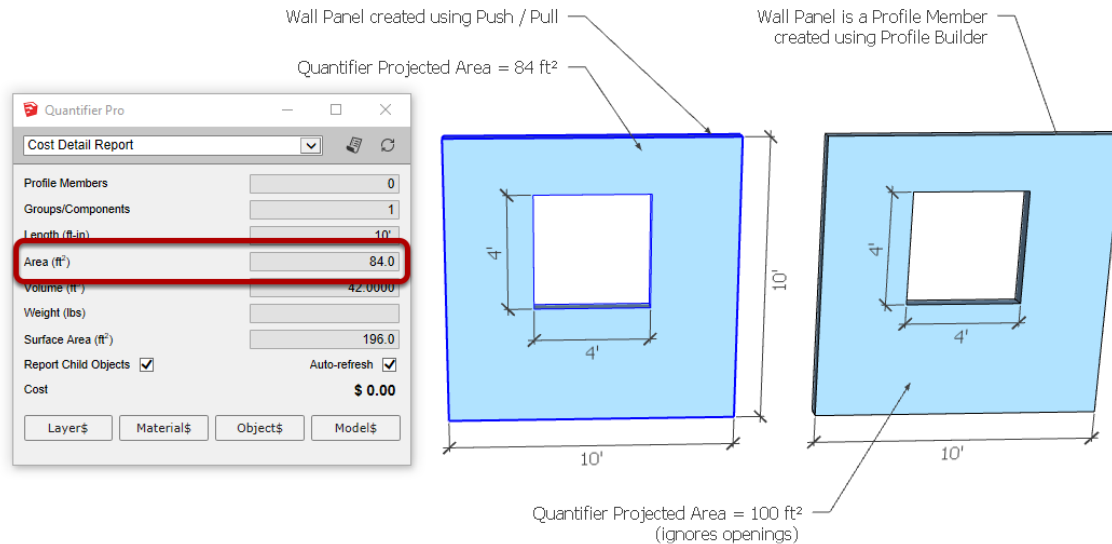 Wall Panel created using Push / Pull
Wall Panel is a Profile Member
created using Profile Builder
Quantifier Projected Area = 84 ft²
Quantifier Pro
Cost Detail Report
Profile Members 0
Groups/Components 1
Length (ft-in) 10'
Area (ft²) 84.0
Volume (ft³) 42.0000
Weight (lbs)
Surface Area (ft²) 196.0
Report Child Objects Auto-refresh
Cost $ 0.00
Layer$ Material$ Object$ Model$
4'
4'
10'
10'
4'
4'
10'
Quantifier Projected Area = 100 ft²
(ignores openings)